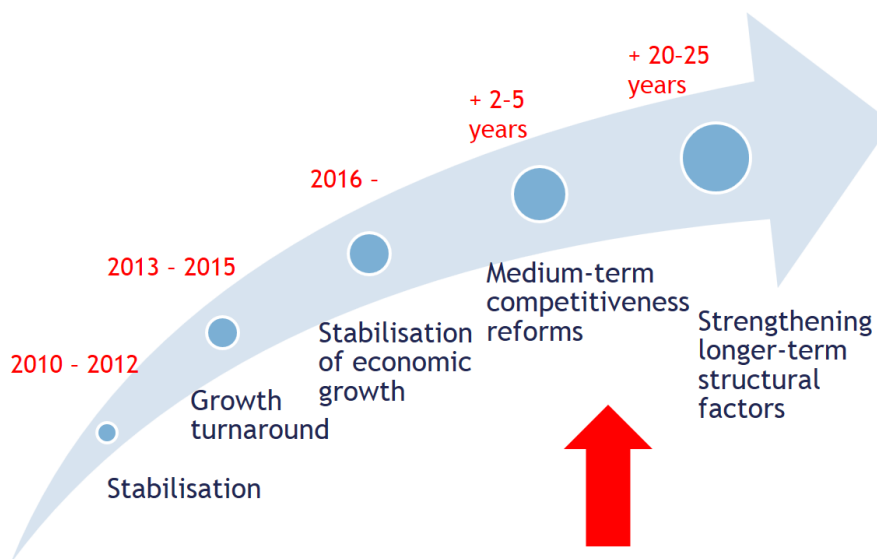 2010 – 2012
Stabilisation
2013 – 2015
Growth
turnaround
2016 –
Stabilisation
of economic
growth
+ 2–5
years
Medium-term
competitiveness
reforms
+ 20–25
years
Strengthening
longer-term
structural
factors